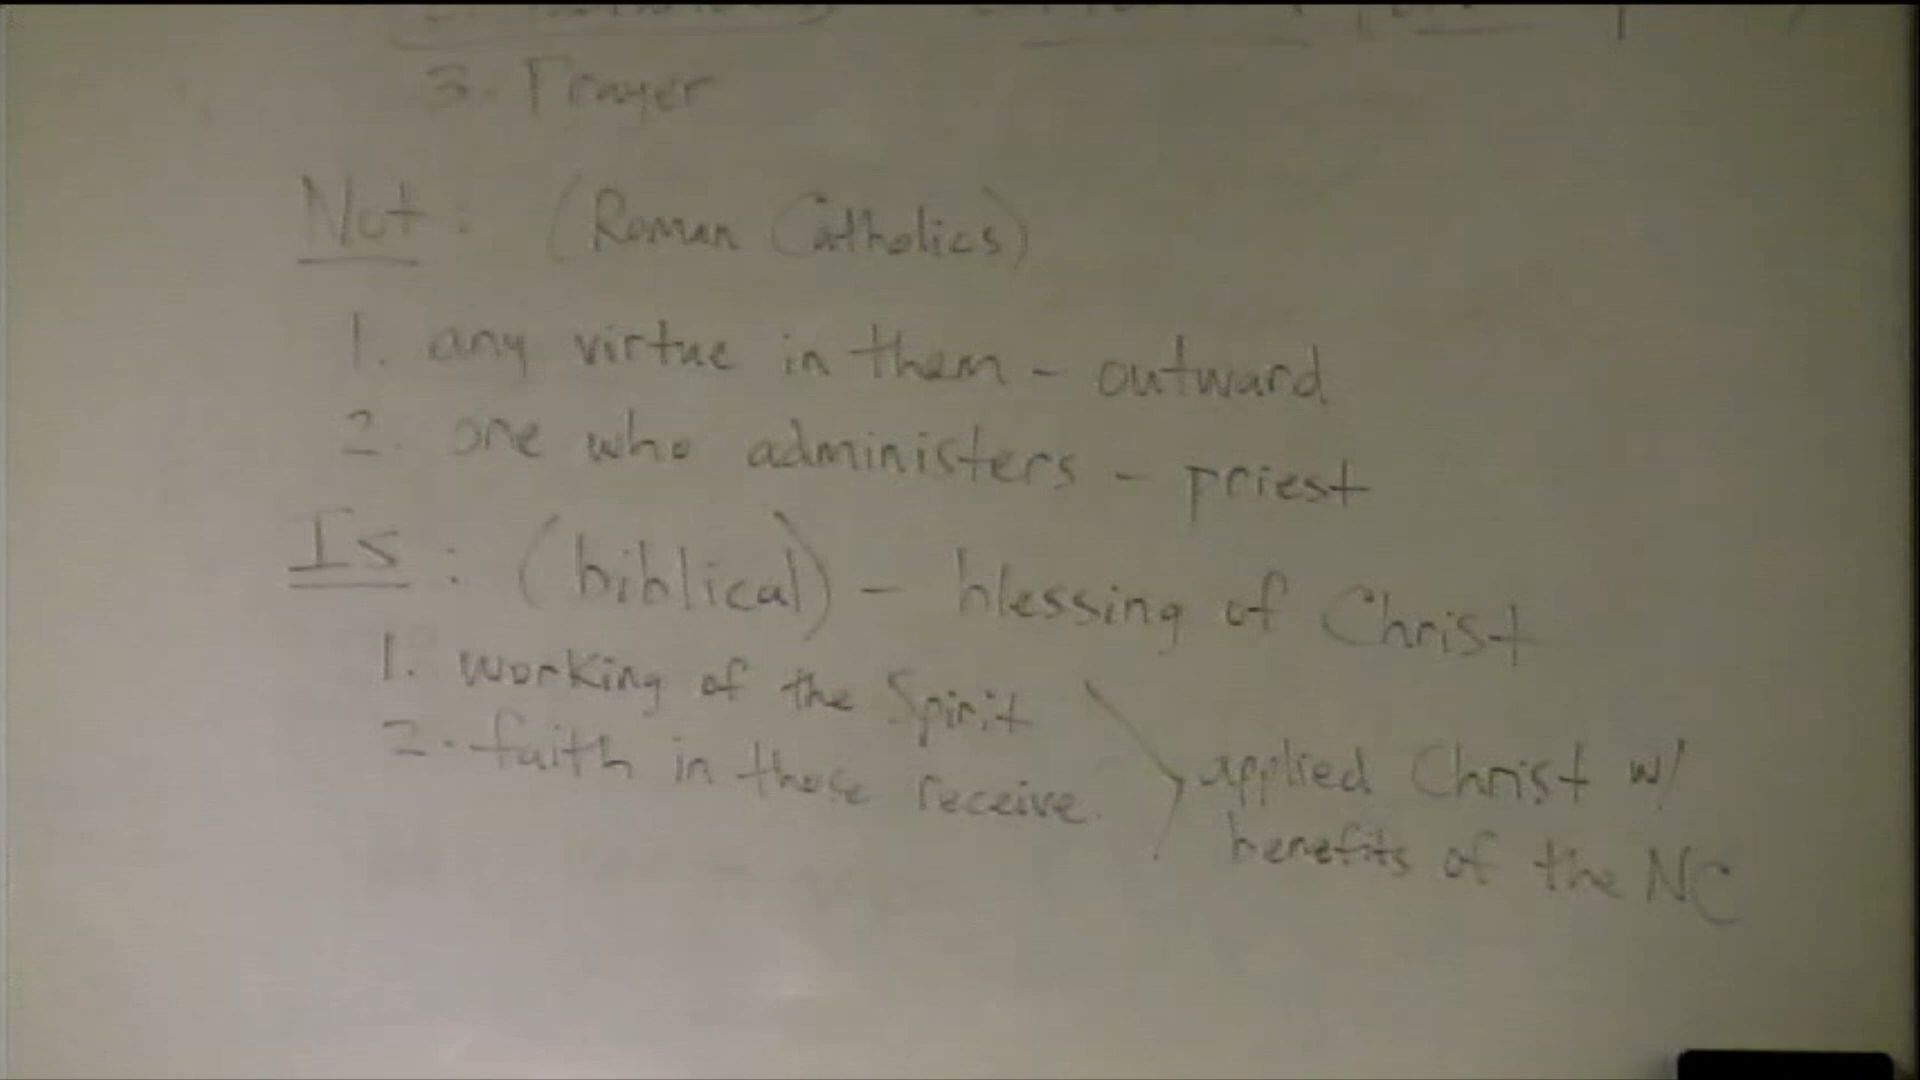 3. Prayer
Not: (Roman Catholics)
1. any virtue in them - outward
2. one who administers - priest
Is: (biblical) - blessing of Christ
1. working of the Spirit
2. faith in those receive.
applied Christ w/
benefits of the NC